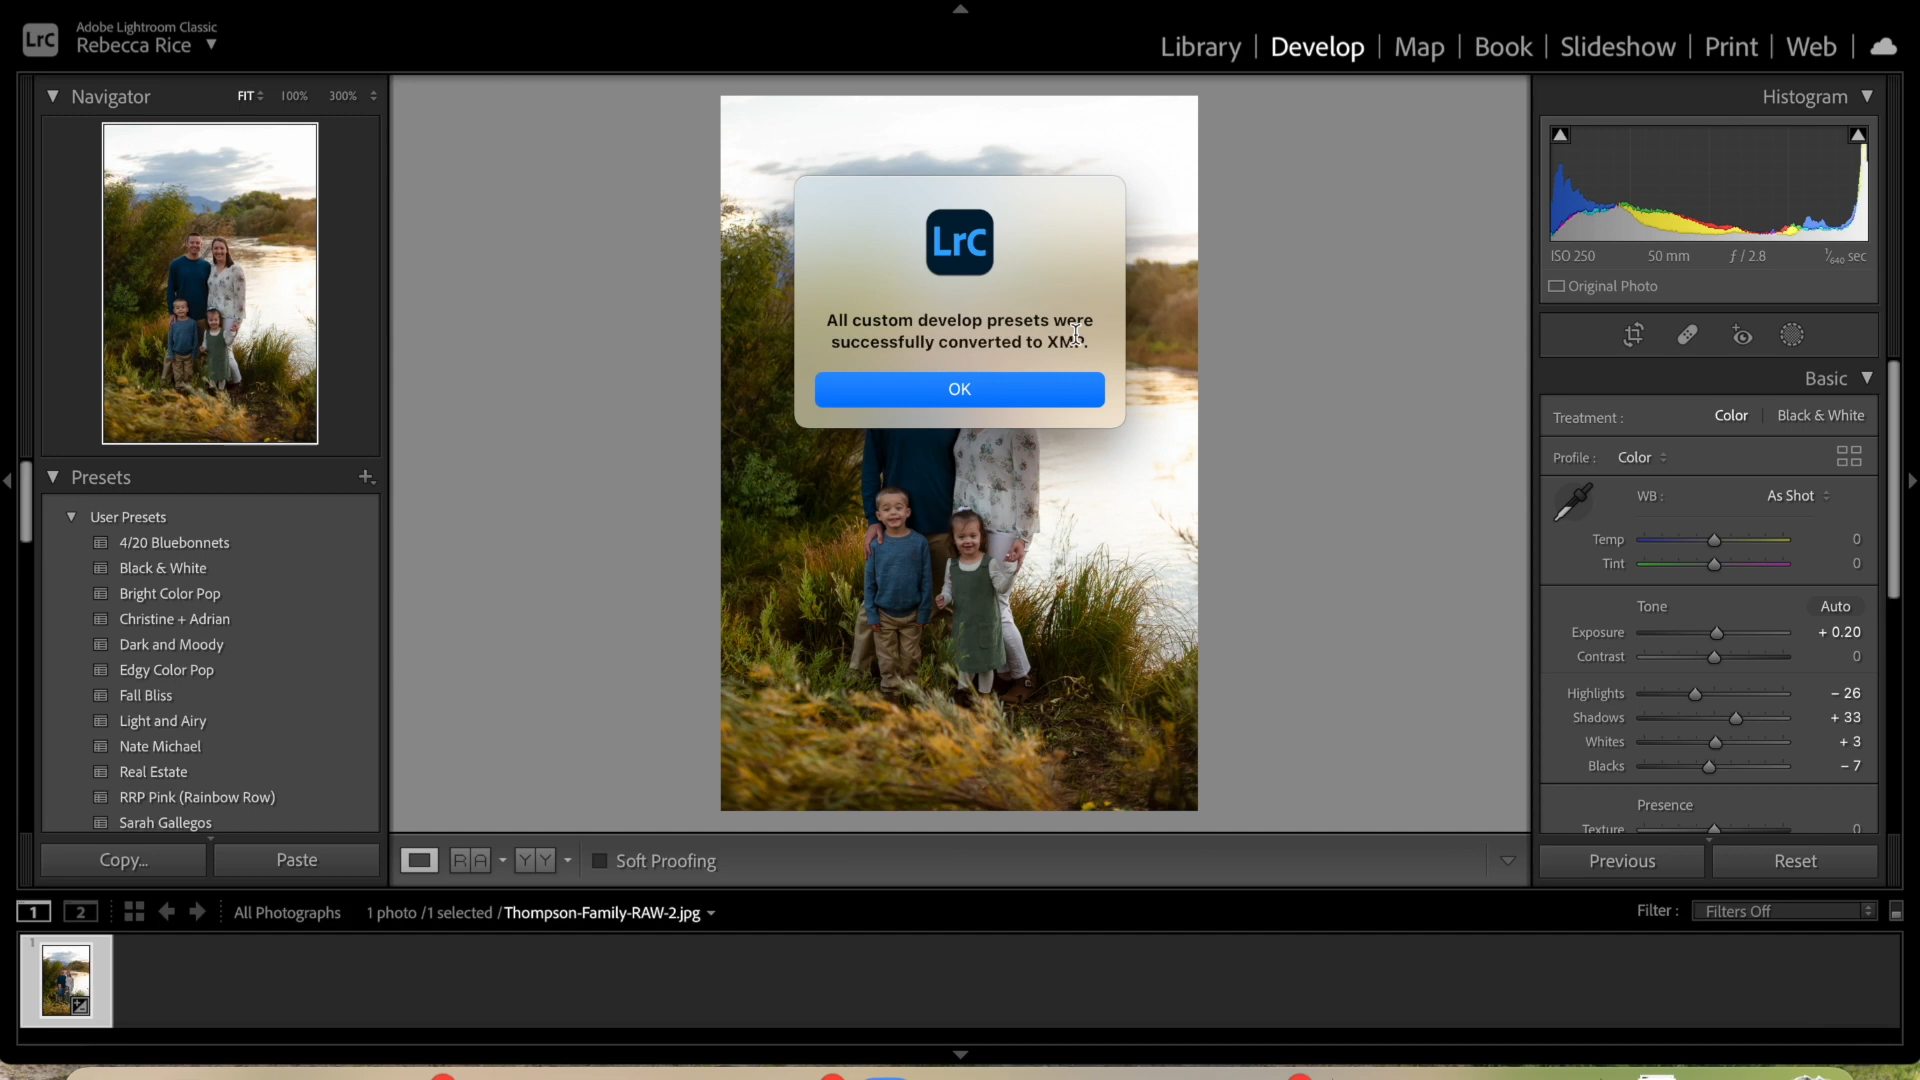 LrC
Adobe Lightroom Classic
Rebecca Rice
Library | Develop | Map | Book | Slideshow | Print | Web
Navigator FIT 100% 300%
Presets
User Presets
4/20 Bluebonnets
Black & White
Bright Color Pop
Christine + Adrian
Dark and Moody
Edgy Color Pop
Fall Bliss
Light and Airy
Nate Michael
Real Estate
RRP Pink (Rainbow Row)
Sarah Gallegos
Copy... Paste
LrC
All custom develop presets were
successfully converted to XMP.
OK
RA YY Soft Proofing
Histogram
ISO 250 50 mm ƒ / 2.8 1/640 sec
Original Photo
Basic
Treatment : Color | Black & White
Profile : Color
WB : As Shot
Temp 0
Tint 0
Tone Auto
Exposure + 0.20
Contrast 0
Highlights – 26
Shadows + 33
Whites + 3
Blacks – 7
Presence
Texture 0
Previous Reset
1 2 All Photographs 1 photo /1 selected /Thompson-Family-RAW-2.jpg
Filter : Filters Off
1